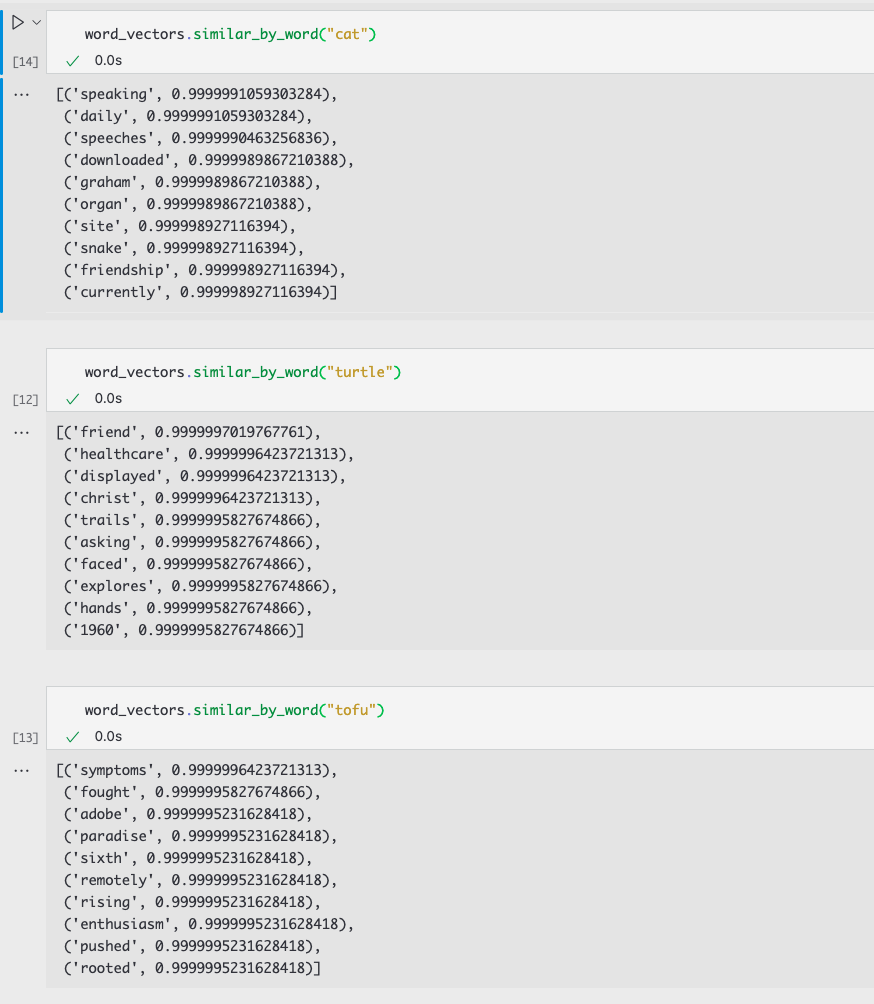 word_vectors.similar_by_word("cat")
[14]
0.0s
...
[('speaking', 0.9999991059303284),
('daily', 0.9999991059303284),
('speeches', 0.9999990463256836),
('downloaded', 0.9999989867210388),
('graham', 0.9999989867210388),
('organ', 0.9999989867210388),
('site', 0.999998927116394),
('snake', 0.999998927116394),
('friendship', 0.999998927116394),
('currently', 0.999998927116394)]
word_vectors.similar_by_word("turtle")
[12]
0.0s
...
[('friend', 0.9999997019767761),
('healthcare', 0.9999996423721313),
('displayed', 0.9999996423721313),
('christ', 0.9999996423721313),
('trails', 0.9999995827674866),
('asking', 0.9999995827674866),
('faced', 0.9999995827674866),
('explores', 0.9999995827674866),
('hands', 0.9999995827674866),
('1960', 0.9999995827674866)]
word_vectors.similar_by_word("tofu")
[13]
0.0s
...
[('symptoms', 0.9999996423721313),
('fought', 0.9999995827674866),
('adobe', 0.9999995231628418),
('paradise', 0.9999995231628418),
('sixth', 0.9999995231628418),
('remotely', 0.9999995231628418),
('rising', 0.9999995231628418),
('enthusiasm', 0.9999995231628418),
('pushed', 0.9999995231628418),
('rooted', 0.9999995231628418)]